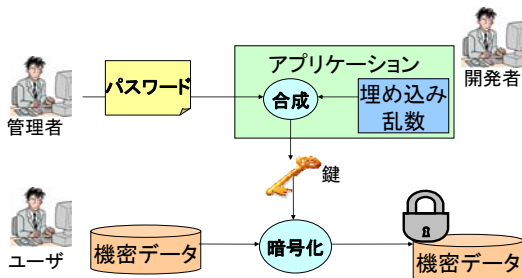 アプリケーション
開発者
パスワード
合成
埋め込み
乱数
管理者
鍵
ユーザ
機密データ
暗号化
機密データ